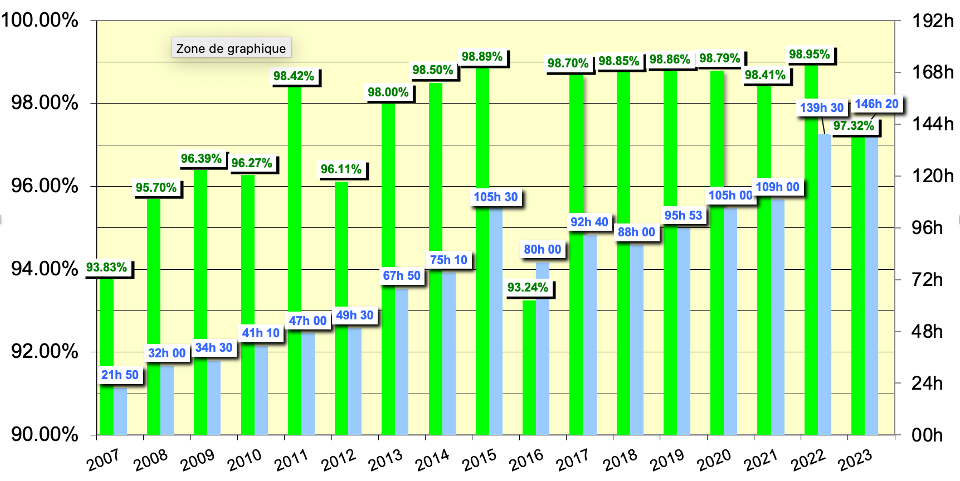 100.00%
98.00%
96.00%
94.00%
92.00%
90.00%
192h
168h
144h
120h
96h
72h
48h
24h
00h
Zone de graphique
93.83%
95.70%
96.39%
96.27%
98.42%
96.11%
98.00%
98.50%
98.89%
93.24%
98.70%
98.85%
98.86%
98.79%
98.41%
98.95%
97.32%
21h 50
32h 00
34h 30
41h 10
47h 00
49h 30
67h 50
75h 10
105h 30
80h 00
92h 40
88h 00
95h 53
105h 00
109h 00
139h 30
146h 20
2007
2008
2009
2010
2011
2012
2013
2014
2015
2016
2017
2018
2019
2020
2021
2022
2023